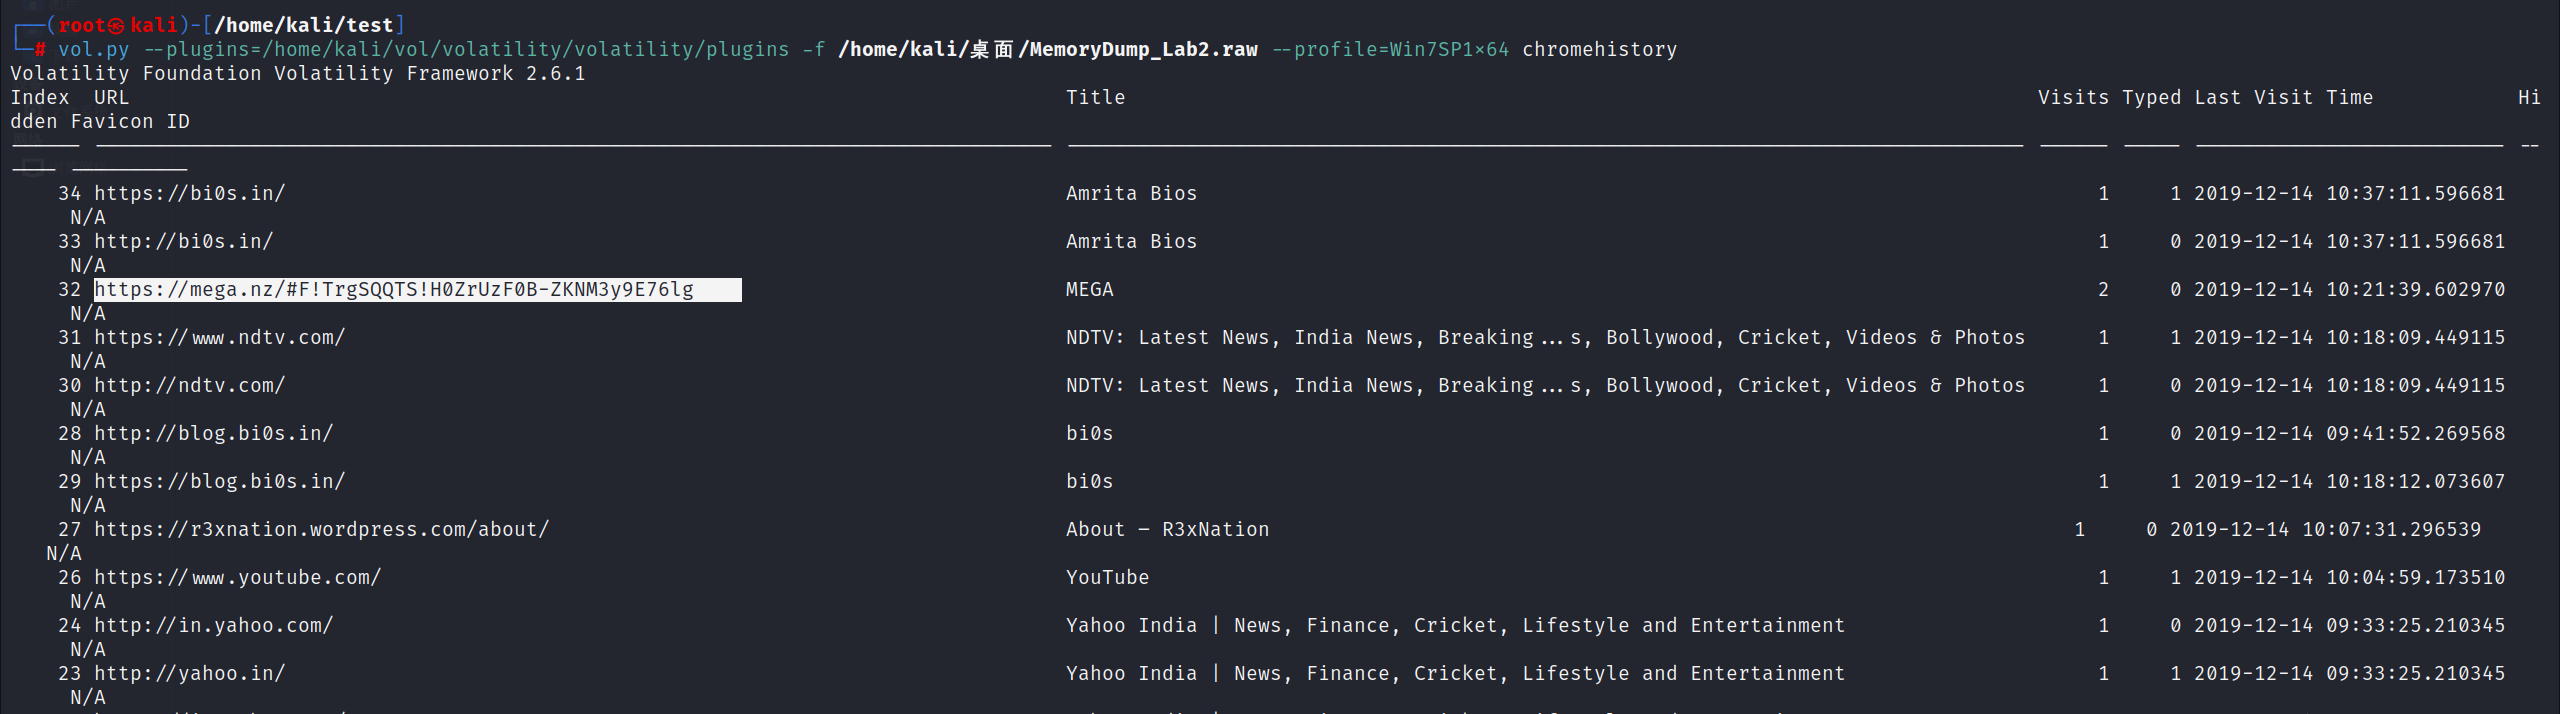 ┌──(root㉿kali)-[/home/kali/test]
└─# vol.py --plugins=/home/kali/vol/volatility/volatility/plugins -f /home/kali/桌面/MemoryDump_Lab2.raw --profile=Win7SP1x64 chromehistory
Volatility Foundation Volatility Framework 2.6.1
Index  URL  Title  Visits Typed Last Visit Time  Hi
dden Favicon ID
34 https://bi0s.in/  Amrita Bios  1  1 2019-12-14 10:37:11.596681
N/A
33 http://bi0s.in/  Amrita Bios  1  0 2019-12-14 10:37:11.596681
N/A
32 https://mega.nz/#F!TrgSQQTS!H0ZrUzF0B-ZKNM3y9E76lg  MEGA  2  0 2019-12-14 10:21:39.602970
N/A
31 https://www.ndtv.com/  NDTV: Latest News, India News, Breaking...s, Bollywood, Cricket, Videos & Photos  1  1 2019-12-14 10:18:09.449115
N/A
30 http://ndtv.com/  NDTV: Latest News, India News, Breaking...s, Bollywood, Cricket, Videos & Photos  1  0 2019-12-14 10:18:09.449115
N/A
28 http://blog.bi0s.in/  bi0s  1  0 2019-12-14 09:41:52.269568
N/A
29 https://blog.bi0s.in/  bi0s  1  1 2019-12-14 10:18:12.073607
N/A
27 https://r3xnation.wordpress.com/about/  About – R3xNation  1  0 2019-12-14 10:07:31.296539
N/A
26 https://www.youtube.com/  YouTube  1  1 2019-12-14 10:04:59.173510
N/A
24 http://in.yahoo.com/  Yahoo India | News, Finance, Cricket, Lifestyle and Entertainment  1  0 2019-12-14 09:33:25.210345
N/A
23 http://yahoo.in/  Yahoo India | News, Finance, Cricket, Lifestyle and Entertainment  1  1 2019-12-14 09:33:25.210345
N/A